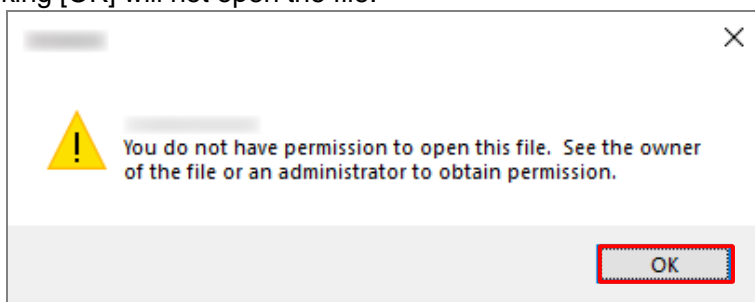 [OK] will not open the file.
You do not have permission to open this file. See the owner
of the file or an administrator to obtain permission.
OK